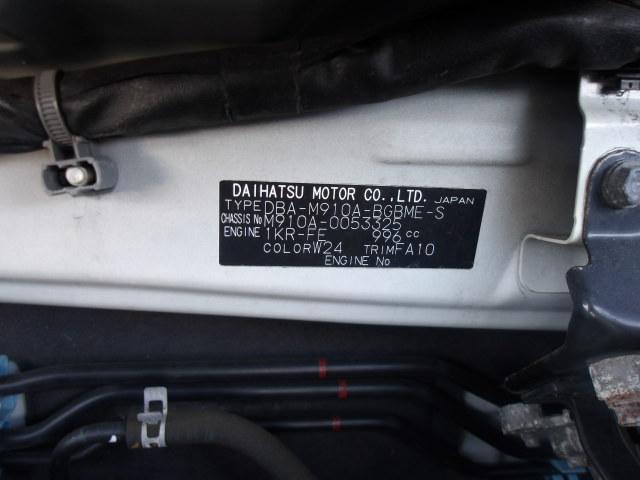 DAIHATSU MOTOR CO.,LTD. JAPAN
TYPE DBA-M910A-BGBME-S
CHASSIS No M910A-0053325
ENGINE 1KR-FE 996 cc
COLOR W24 TRIM FA10
ENGINE No